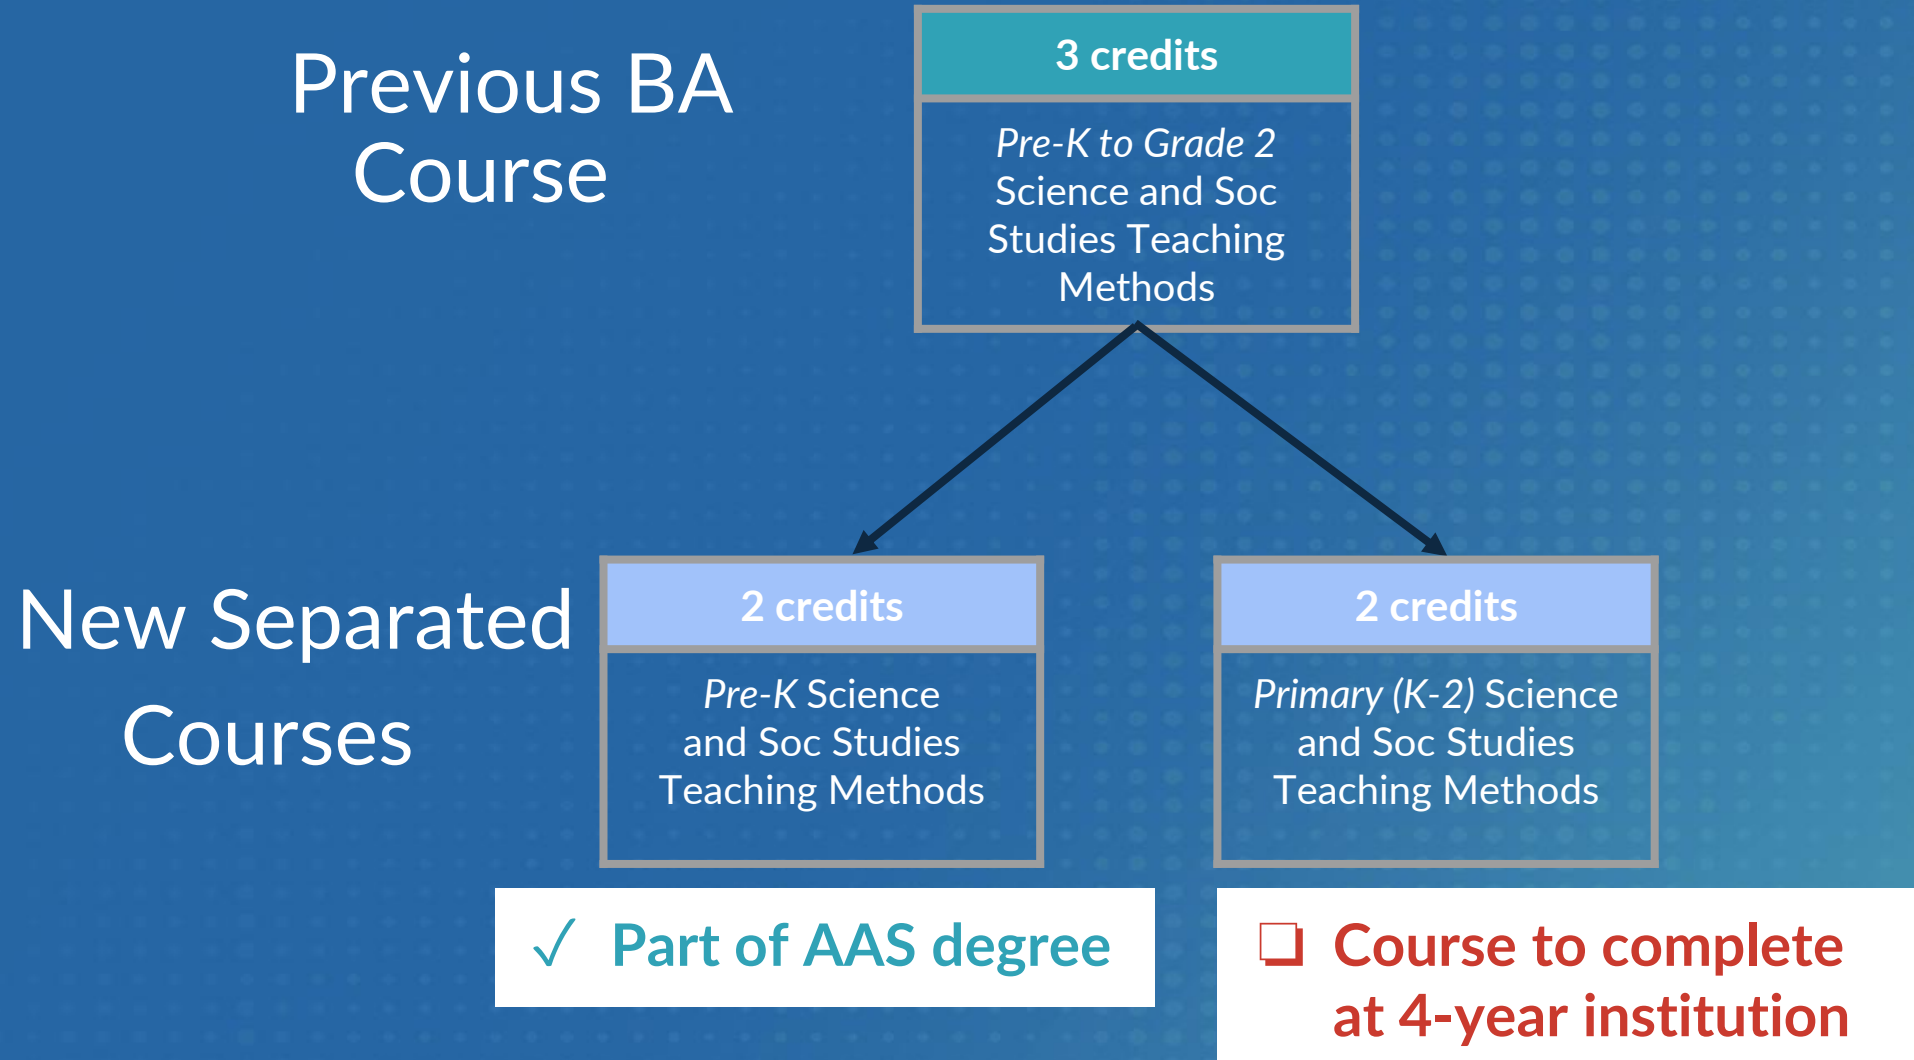 Previous BA
Course
3 credits
Pre-K to Grade 2
Science and Soc
Studies Teaching
Methods
New Separated
Courses
2 credits
Pre-K Science
and Soc Studies
Teaching Methods
2 credits
Primary (K-2) Science
and Soc Studies
Teaching Methods
✓ Part of AAS degree
❏ Course to complete
at 4-year institution